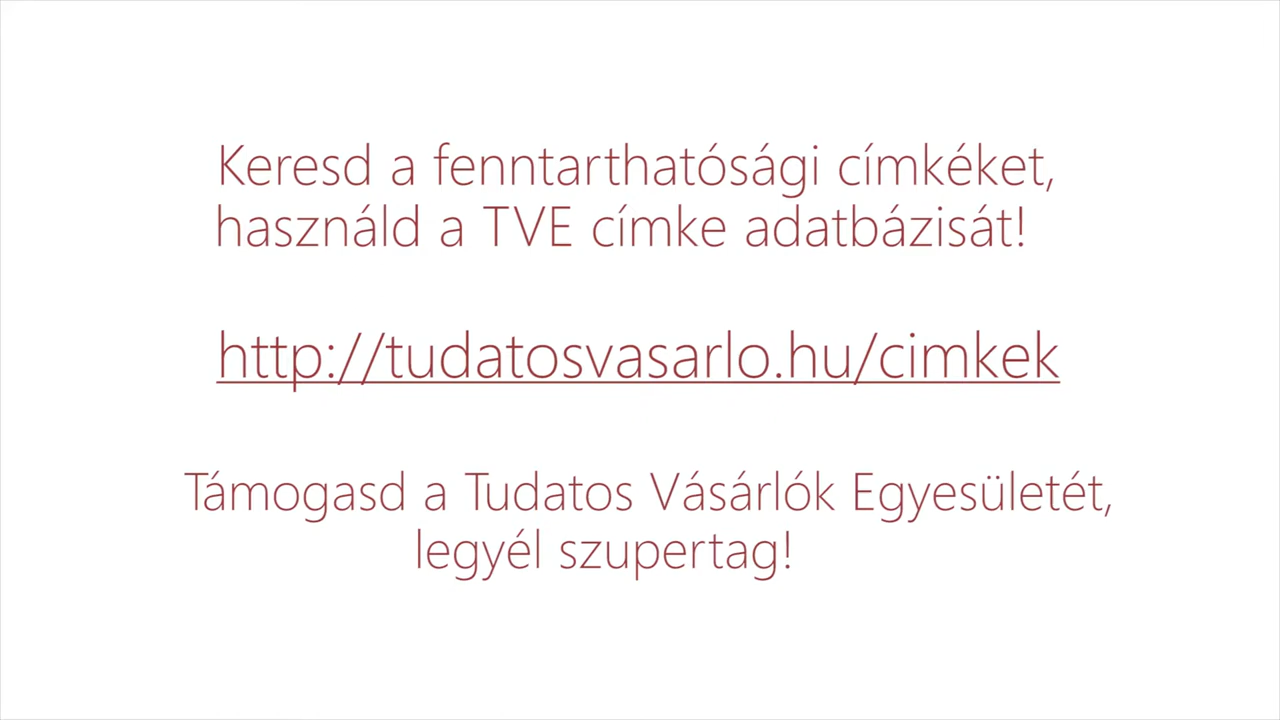 Keresd a fenntarthatósági címkéket,
használd a TVE címke adatbázisát!
http://tudatosvasarlo.hu/cimkek
Támogasd a Tudatos Vásárlók Egyesületét,
legyél szupertag!